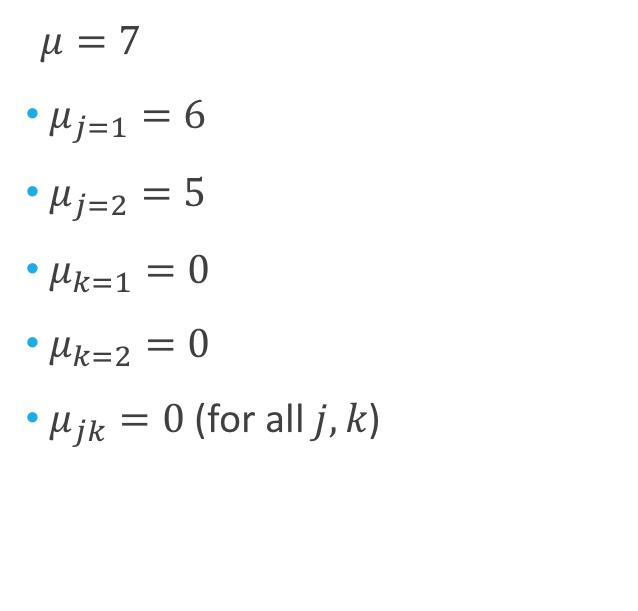 μ = 7
• μ_{j=1} = 6
• μ_{j=2} = 5
• μ_{k=1} = 0
• μ_{k=2} = 0
• μ_{jk} = 0 (for all j, k)